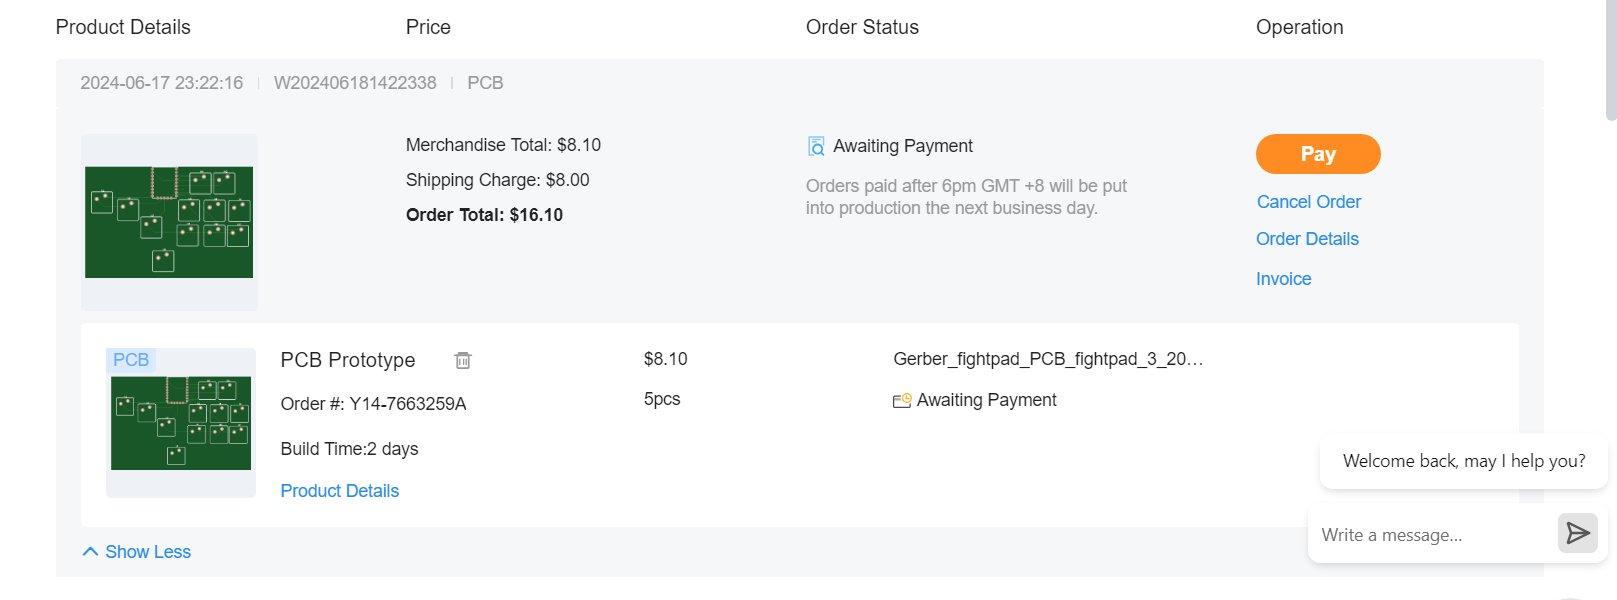 Product Details Price Order Status Operation
2024-06-17 23:22:16 W202406181422338 PCB
Merchandise Total: $8.10
Shipping Charge: $8.00
Order Total: $16.10
Awaiting Payment
Orders paid after 6pm GMT +8 will be put
into production the next business day.
Pay
Cancel Order
Order Details
Invoice
PCB
PCB Prototype
Order #: Y14-7663259A
Build Time:2 days
Product Details
$8.10
5pcs
Gerber_fightpad_PCB_fightpad_3_20…
Awaiting Payment
Show Less
Welcome back, may I help you?
Write a message...